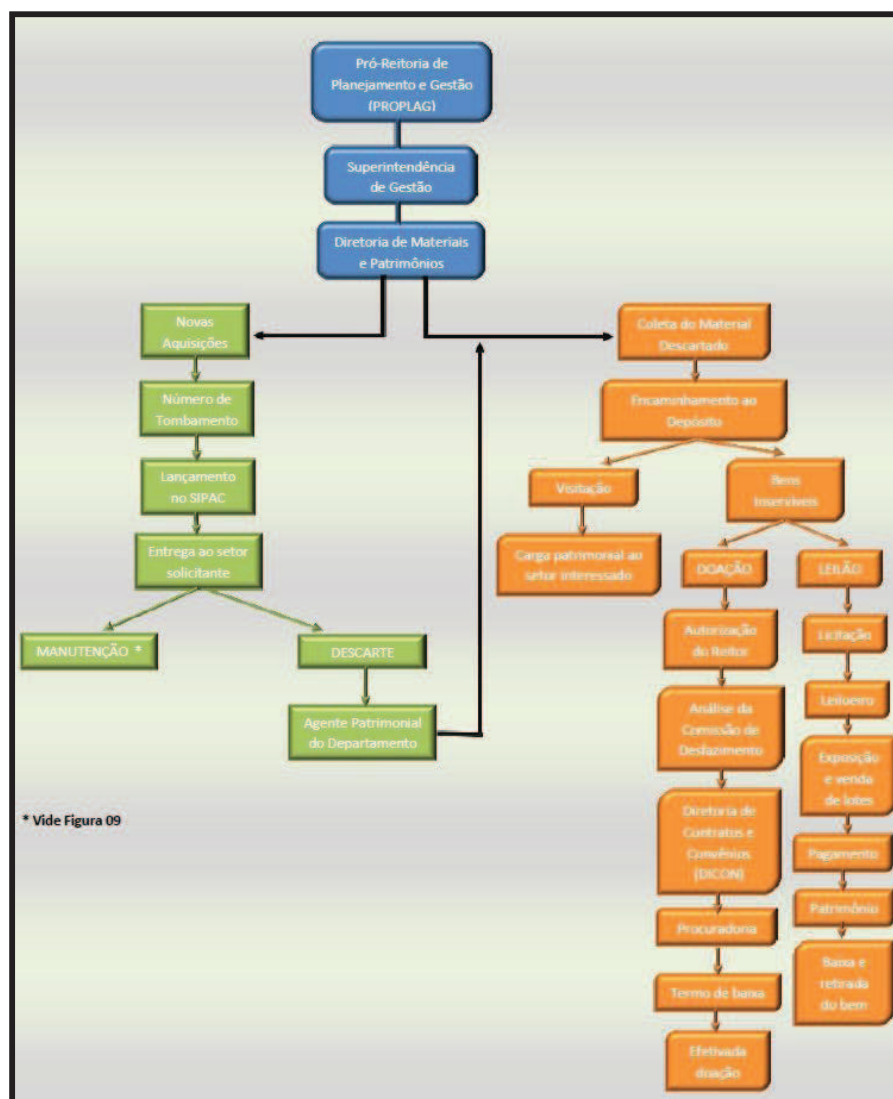 Pró-Reitoria de
Planejamento e Gestão
(PROPLAG)
Superintendência
de Gestão
Diretoria de Materiais
e Patrimônios
Novas
Aquisições
Número de
Tombamento
Lançamento
no SIPAC
Entrega ao setor
solicitante
MANUTENÇÃO *
DESCARTE
Agente Patrimonial
do Departamento
* Vide Figura 09
Coleta do Material
Descartado
Encaminhamento ao
Depósito
Visitação
Carga patrimonial ao
setor interessado
Bens
Inservíveis
DOAÇÃO
Autorização
do Reitor
Análise da
Comissão de
Desfazimento
Diretoria de
Contratos e
Convênios
(DICON)
Procuradoria
Termo de baixa
Efetivada
doação
LEILÃO
Licitação
Leiloeiro
Exposição
e venda
de lotes
Pagamento
Patrimônio
Baixa e
retirada
do bem